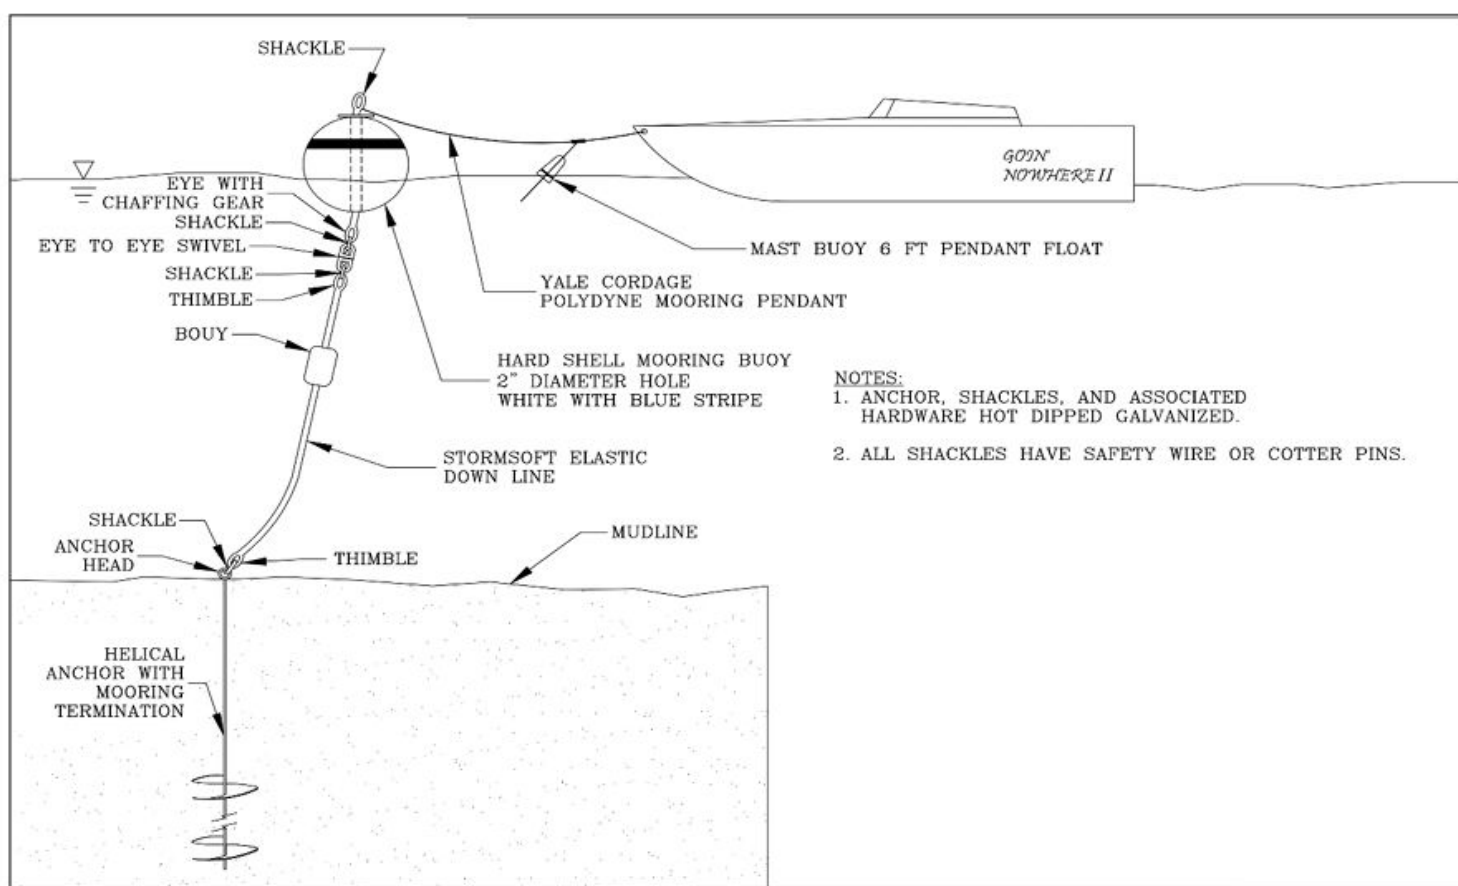 SHACKLE
GOIN'
NOWHERE II
EYE WITH
CHAFFING GEAR
SHACKLE
EYE TO EYE SWIVEL
SHACKLE
THIMBLE
BOUY
MAST BUOY 6 FT PENDANT FLOAT
YALE CORDAGE
POLYDYNE MOORING PENDANT
HARD SHELL MOORING BUOY
2" DIAMETER HOLE
WHITE WITH BLUE STRIPE
NOTES:
1. ANCHOR, SHACKLES, AND ASSOCIATED
HARDWARE HOT DIPPED GALVANIZED.
2. ALL SHACKLES HAVE SAFETY WIRE OR COTTER PINS.
STORMSOFT ELASTIC
DOWN LINE
SHACKLE
ANCHOR
HEAD
THIMBLE
MUDLINE
HELICAL
ANCHOR WITH
MOORING
TERMINATION